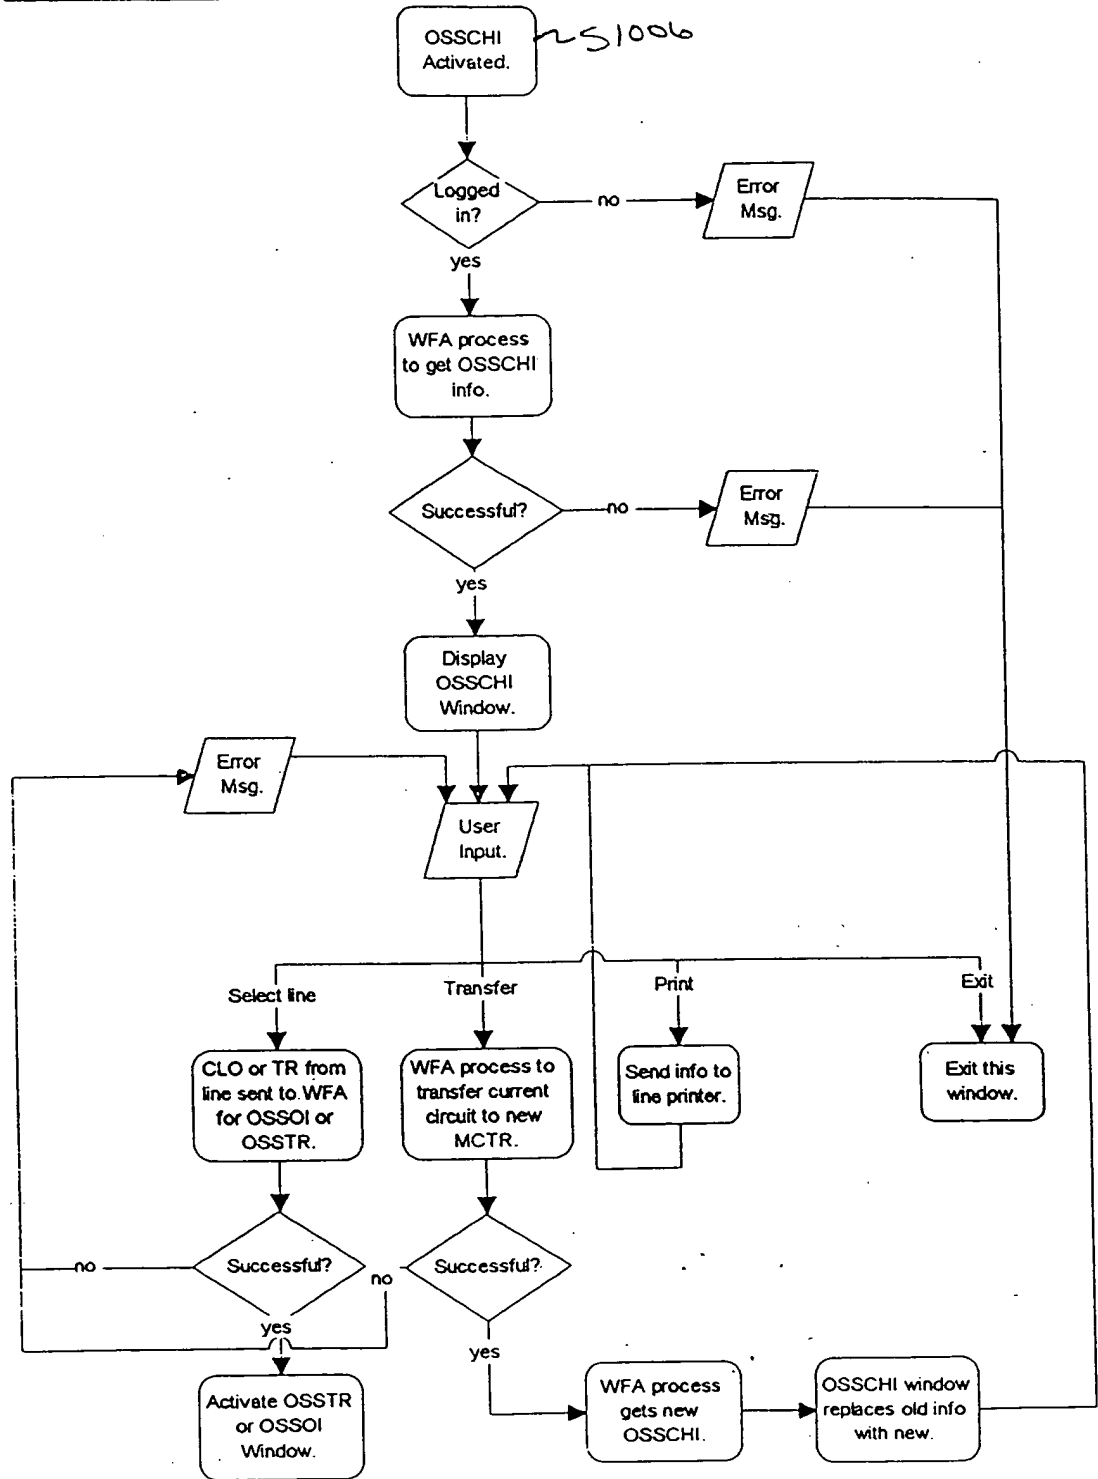 OSSCHI
Activated.
~S1006
Logged
in?
no
Error
Msg.
yes
WFA process
to get OSSCHI
info.
Successful?
no
Error
Msg.
yes
Display
OSSCHI
Window.
Error
Msg.
User
Input.
Select line
Transfer
Print
Exit
CLO or TR from
line sent to WFA
for OSSOI or
OSSTR.
WFA process to
transfer current
circuit to new
MCTR.
Send info to
line printer.
Exit this
window.
no
Successful?
no
Successful?
yes
yes
Activate OSSTR
or OSSOI
Window.
WFA process
gets new
OSSCHI.
OSSCHI window
replaces old info
with new.